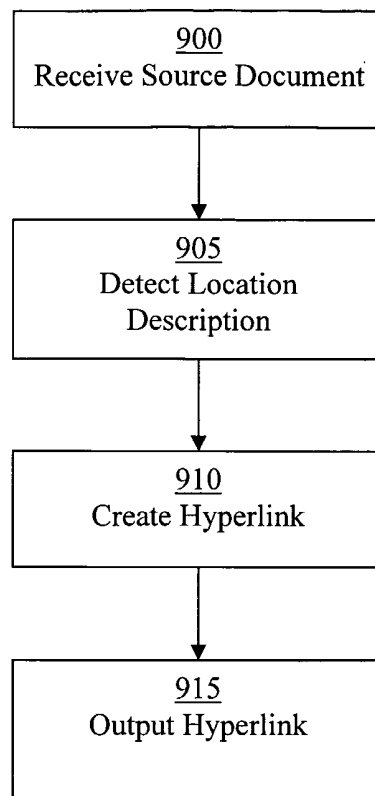 900
Receive Source Document
905
Detect Location
Description
910
Create Hyperlink
915
Output Hyperlink